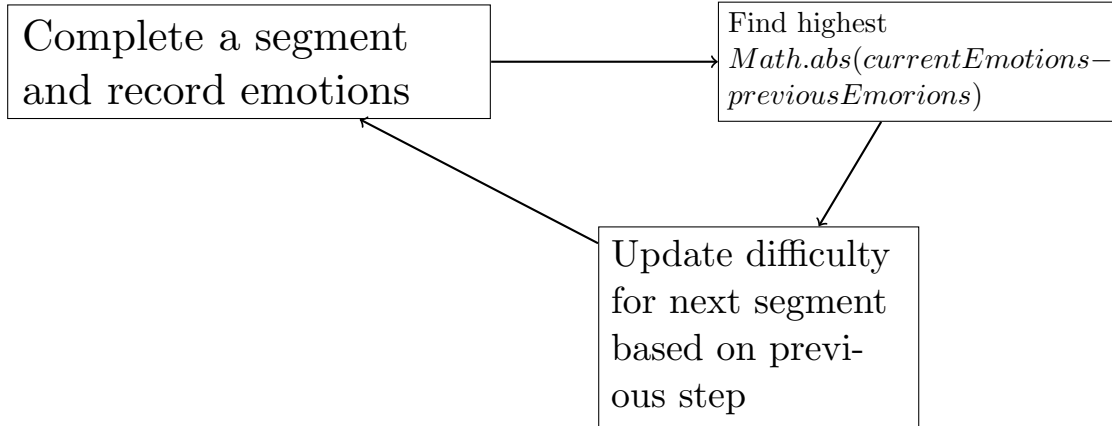 Complete a segment
and record emotions
Find highest
Math.abs(currentEmotions−
previousEmorions)
Update difficulty
for next segment
based on previ-
ous step